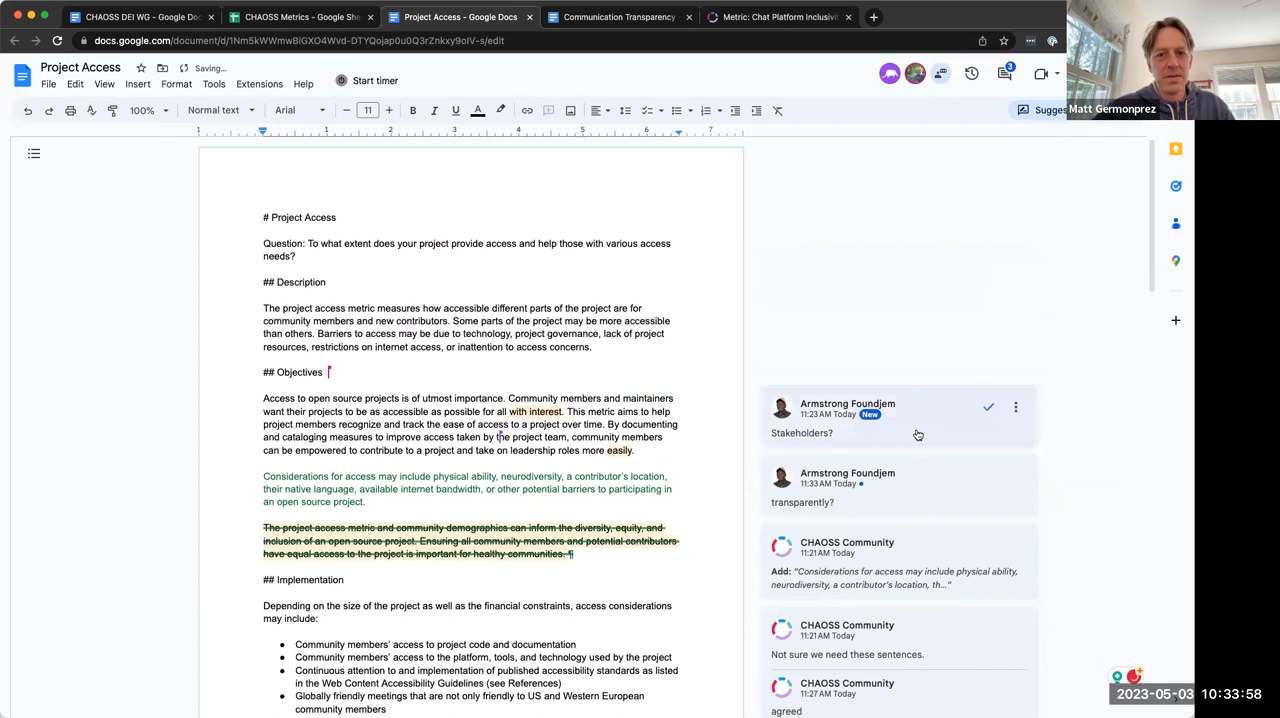 CHAOSS DEI WG - Google Doc
CHAOSS Metrics - Google She
Project Access - Google Docs
Communication Transparency
Metric: Chat Platform Inclusivit
docs.google.com/document/d/1Nm5kWWmwBiGXO4Wvd-DTYQojap0u0Q3rZnkxy9oIV-s/edit
Project Access
Saving...
File Edit View Insert Format Tools Extensions Help
Start timer
3
100%
Normal text
Arial
11
B I U A
Sugges
Matt Germonprez
1 1 2 3 4 5 6 7
# Project Access
Question: To what extent does your project provide access and help those with various access
needs?
## Description
The project access metric measures how accessible different parts of the project are for
community members and new contributors. Some parts of the project may be more accessible
than others. Barriers to access may be due to technology, project governance, lack of project
resources, restrictions on internet access, or inattention to access concerns.
## Objectives
Access to open source projects is of utmost importance. Community members and maintainers
want their projects to be as accessible as possible for all with interest. This metric aims to help
project members recognize and track the ease of access to a project over time. By documenting
and cataloging measures to improve access taken by the project team, community members
can be empowered to contribute to a project and take on leadership roles more easily.
Considerations for access may include physical ability, neurodiversity, a contributor's location,
their native language, available internet bandwidth, or other potential barriers to participating in
an open source project.
The project access metric and community demographics can inform the diversity, equity, and
inclusion of an open source project. Ensuring all community members and potential contributors
have equal access to the project is important for healthy communities. ¶
## Implementation
Depending on the size of the project as well as the financial constraints, access considerations
may include:
● Community members' access to project code and documentation
● Community members' access to the platform, tools, and technology used by the project
● Continuous attention to and implementation of published accessibility standards as listed
in the Web Content Accessibility Guidelines (see References)
● Globally friendly meetings that are not only friendly to US and Western European
community members
Armstrong Foundjem
11:23 AM Today New
Stakeholders?
Armstrong Foundjem
11:33 AM Today
transparently?
CHAOSS Community
11:21 AM Today
Add: "Considerations for access may include physical ability,
neurodiversity, a contributor's location, th..."
CHAOSS Community
11:21 AM Today
Not sure we need these sentences.
CHAOSS Community
11:27 AM Today
agreed
2023-05-03 10:33:58